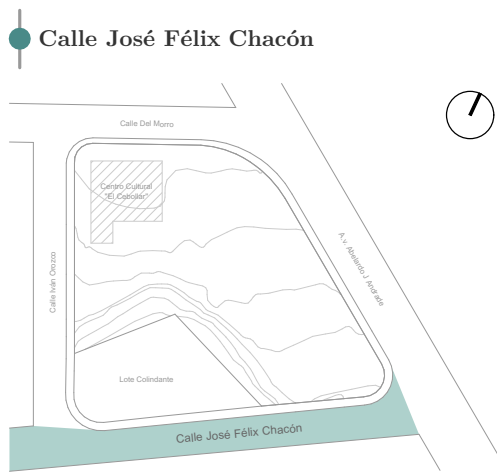 Calle José Félix Chacón
Calle Del Morro
Centro Cultural
"El Cebollar"
A.v. Abelardo J. Andrade
Calle Iván Orozco
Lote Colindante
Calle José Félix Chacón